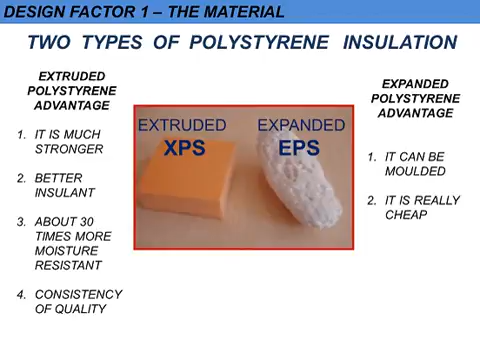 DESIGN FACTOR 1 – THE MATERIAL
TWO TYPES OF POLYSTYRENE INSULATION
EXTRUDED
POLYSTYRENE
ADVANTAGE
1. IT IS MUCH
STRONGER
2. BETTER
INSULANT
3. ABOUT 30
TIMES MORE
MOISTURE
RESISTANT
4. CONSISTENCY
OF QUALITY
EXTRUDED
XPS
EXPANDED
EPS
EXPANDED
POLYSTYRENE
ADVANTAGE
1. IT CAN BE
MOULDED
2. IT IS REALLY
CHEAP